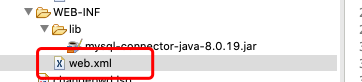 WEB-INF
lib
mysql-connector-java-8.0.19.jar
web.xml